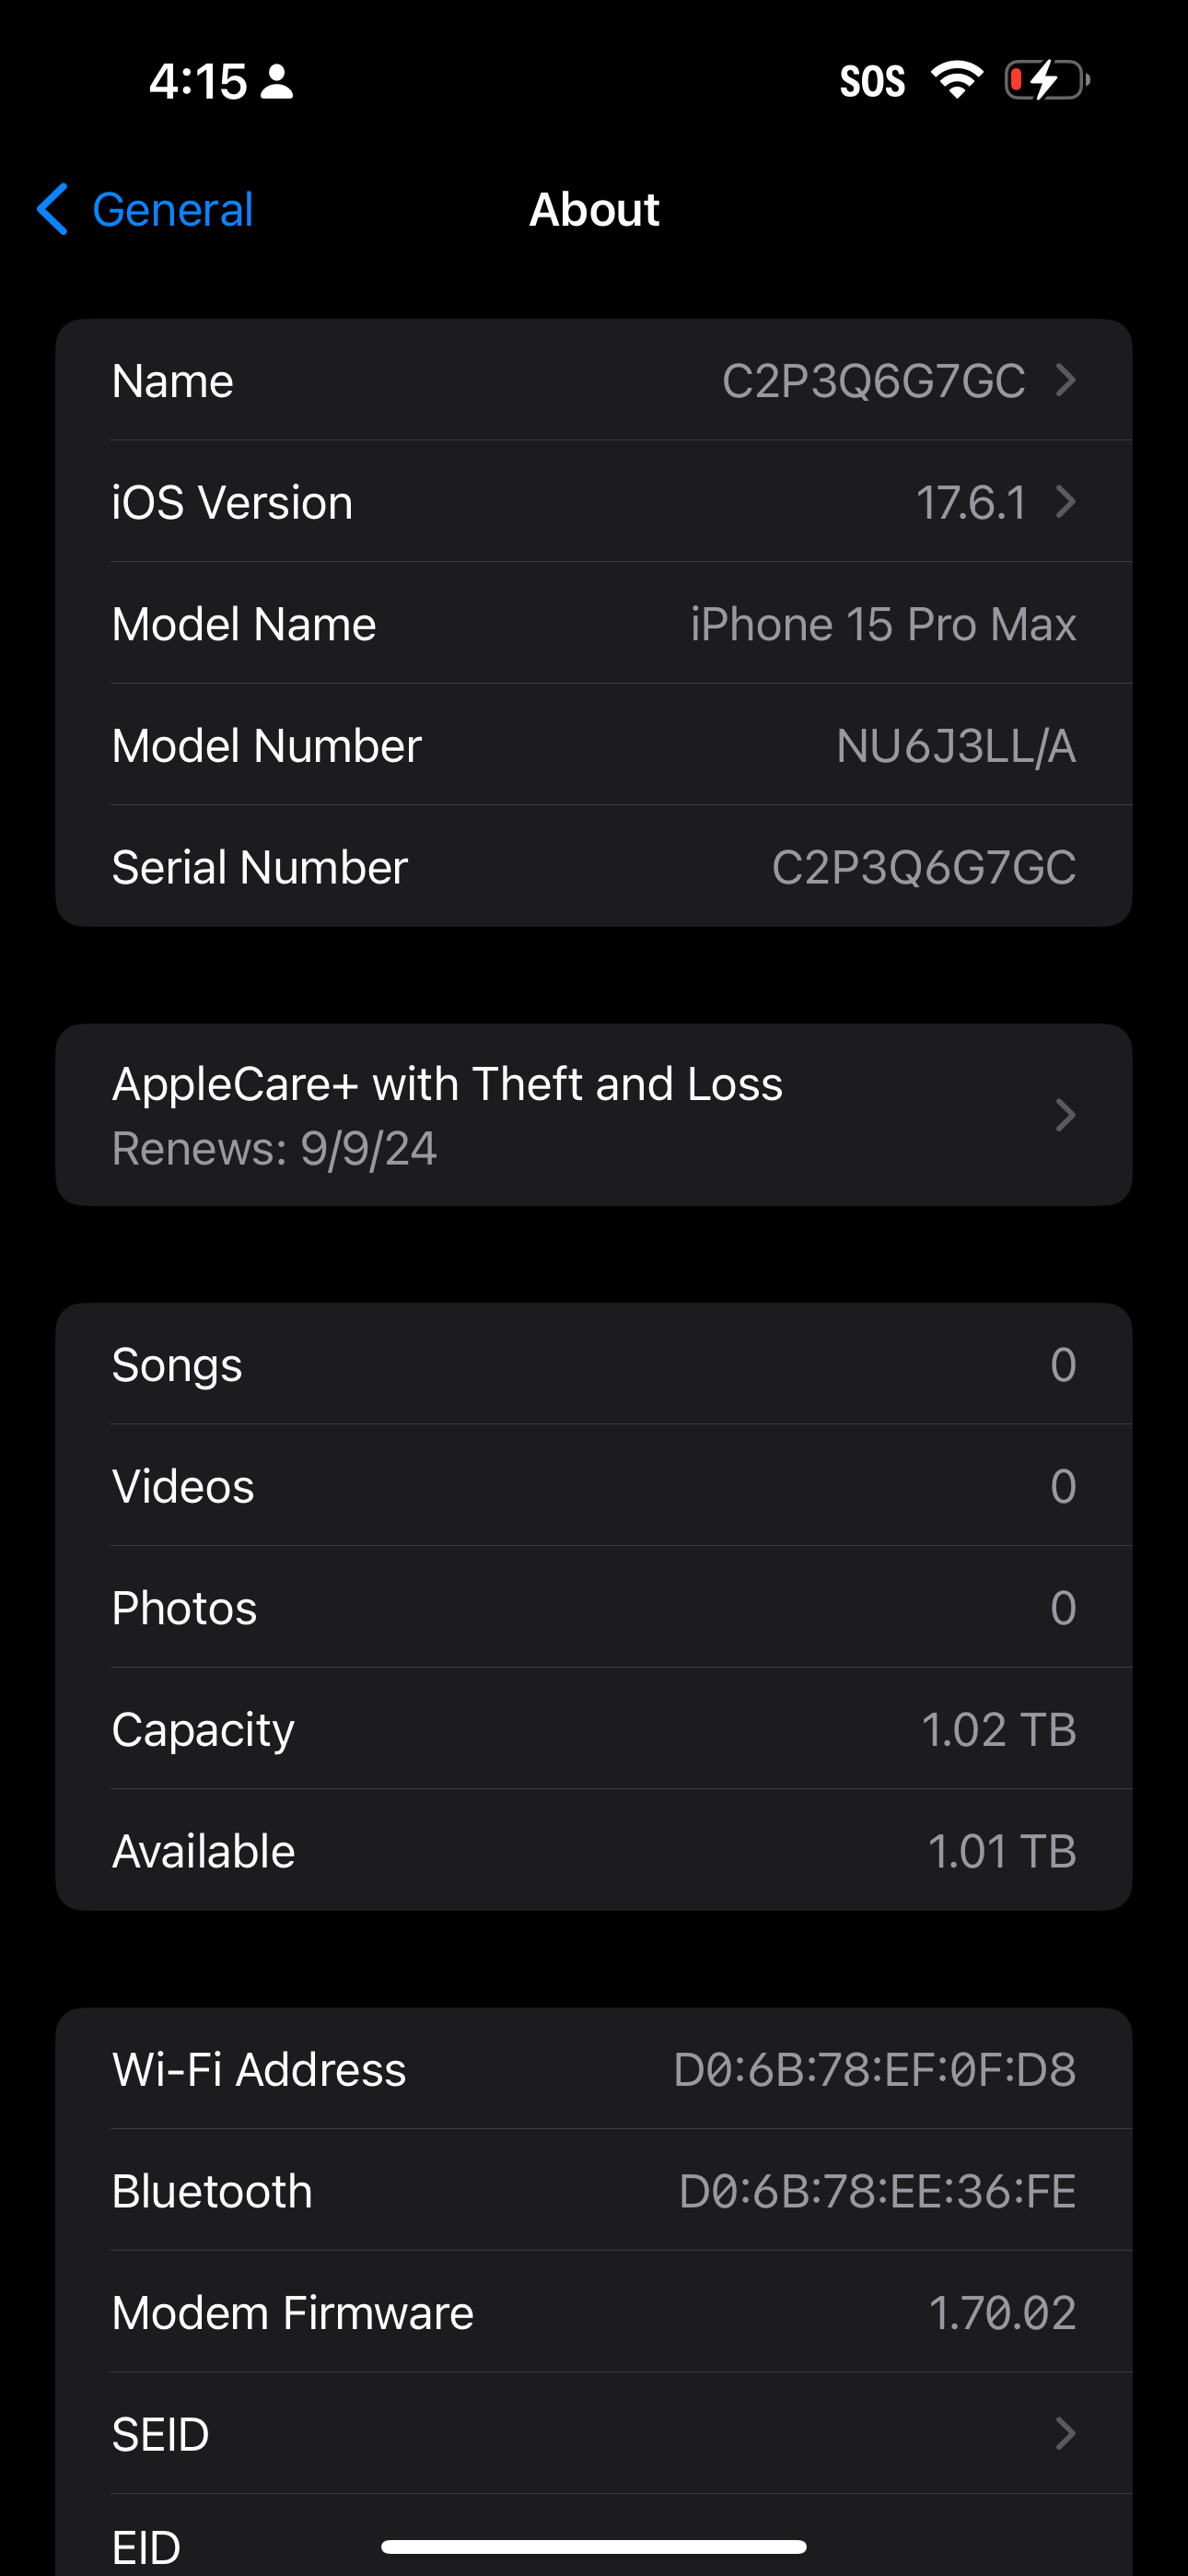 4:15 SOS
General About
Name C2P3Q6G7GC
iOS Version 17.6.1
Model Name iPhone 15 Pro Max
Model Number NU6J3LL/A
Serial Number C2P3Q6G7GC
AppleCare+ with Theft and Loss
Renews: 9/9/24
Songs 0
Videos 0
Photos 0
Capacity 1.02 TB
Available 1.01 TB
Wi-Fi Address D0:6B:78:EF:0F:D8
Bluetooth D0:6B:78:EE:36:FE
Modem Firmware 1.70.02
SEID
EID